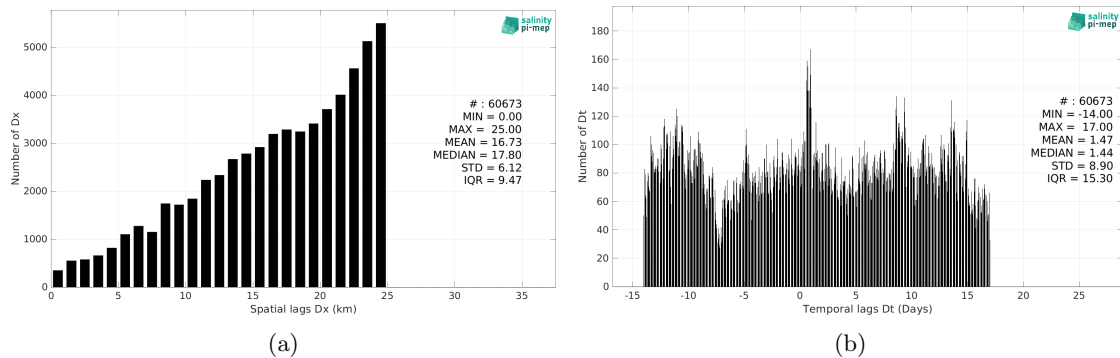 salinity
pi-mep
5000
4000
3000
2000
1000
0
Number of Dx
# : 60673
MIN = 0.00
MAX = 25.00
MEAN = 16.73
MEDIAN = 17.80
STD = 6.12
IQR = 9.47
0 5 10 15 20 25 30 35
Spatial lags Dx (km)
(a)
salinity
pi-mep
180
160
140
120
100
80
60
40
20
0
Number of Dt
# : 60673
MIN = -14.00
MAX = 17.00
MEAN = 1.47
MEDIAN = 1.44
STD = 8.90
IQR = 15.30
-15 -10 -5 0 5 10 15 20 25
Temporal lags Dt (Days)
(b)